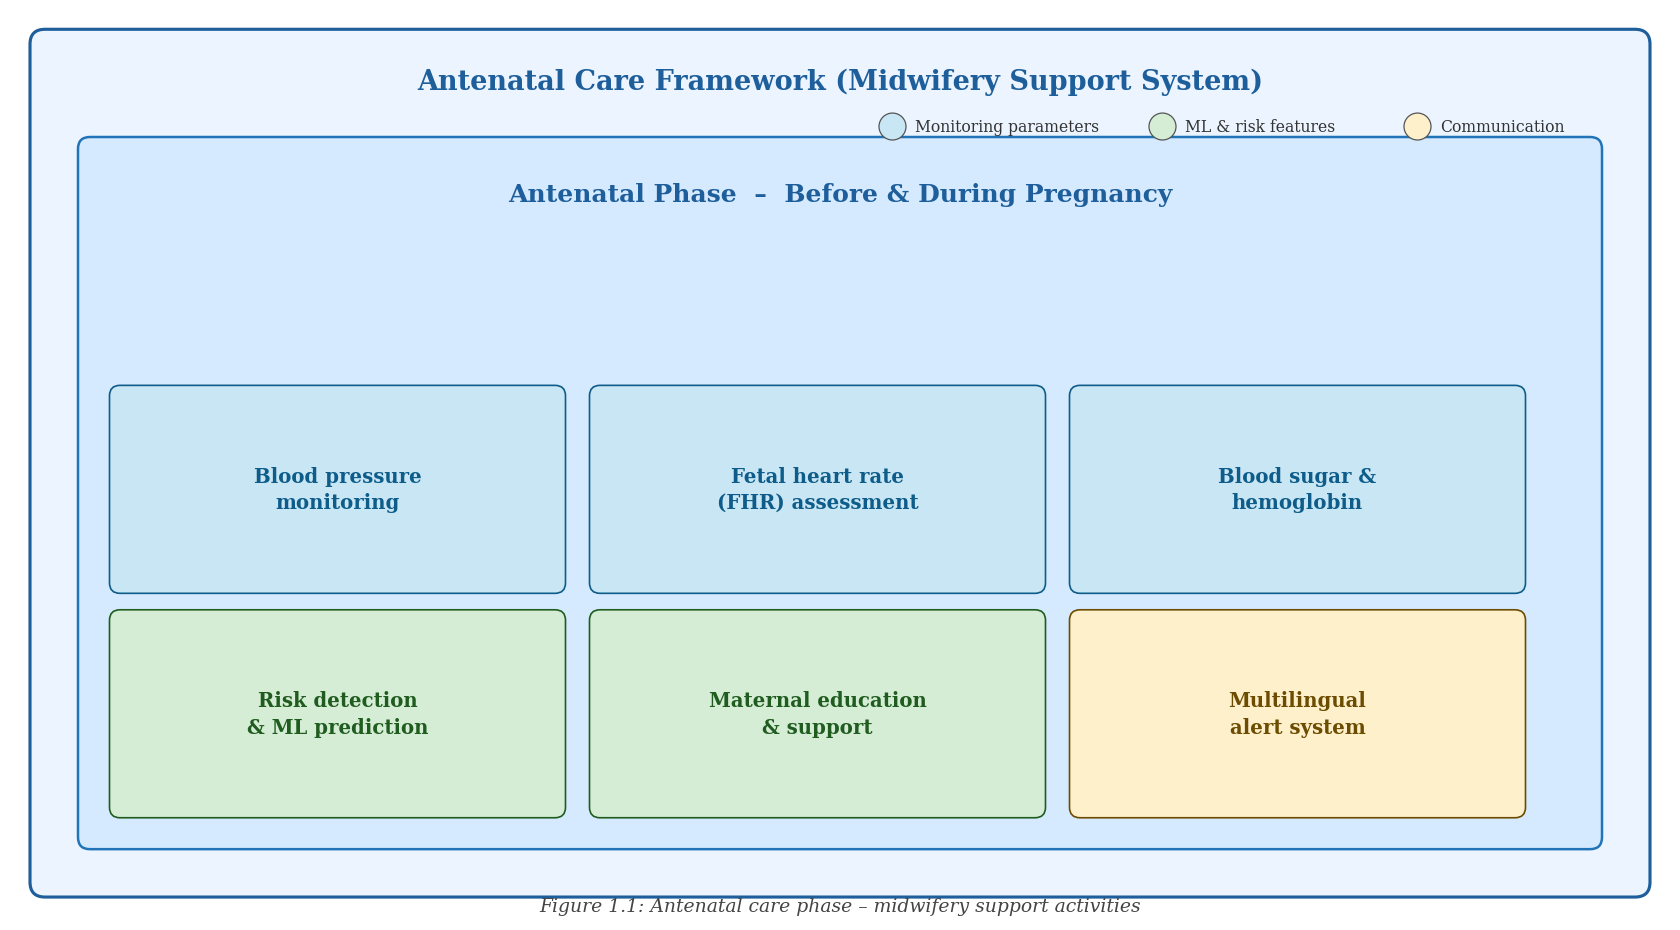 Antenatal Care Framework (Midwifery Support System)
Monitoring parameters
ML & risk features
Communication
Antenatal Phase – Before & During Pregnancy
Blood pressure
monitoring
Fetal heart rate
(FHR) assessment
Blood sugar &
hemoglobin
Risk detection
& ML prediction
Maternal education
& support
Multilingual
alert system
Figure 1.1: Antenatal care phase – midwifery support activities